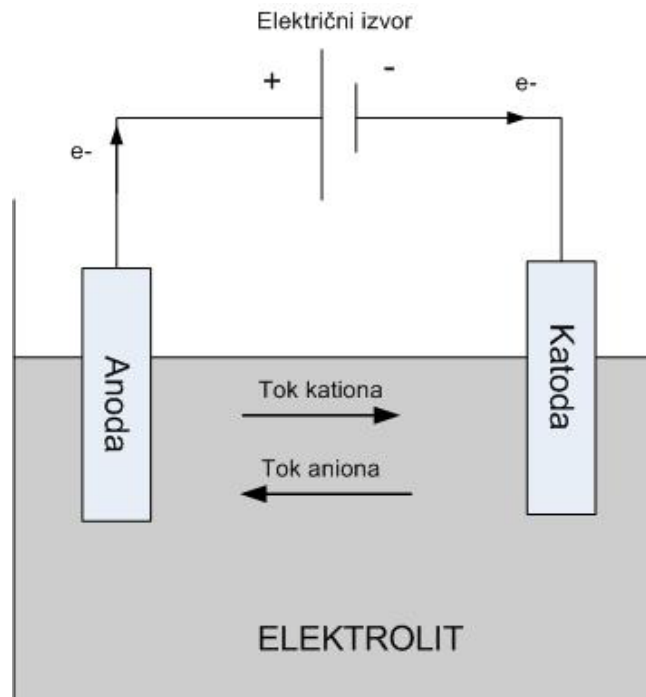 Električni izvor
+ -
e- e-
Anoda
Katoda
Tok kationa
Tok aniona
ELEKTROLIT